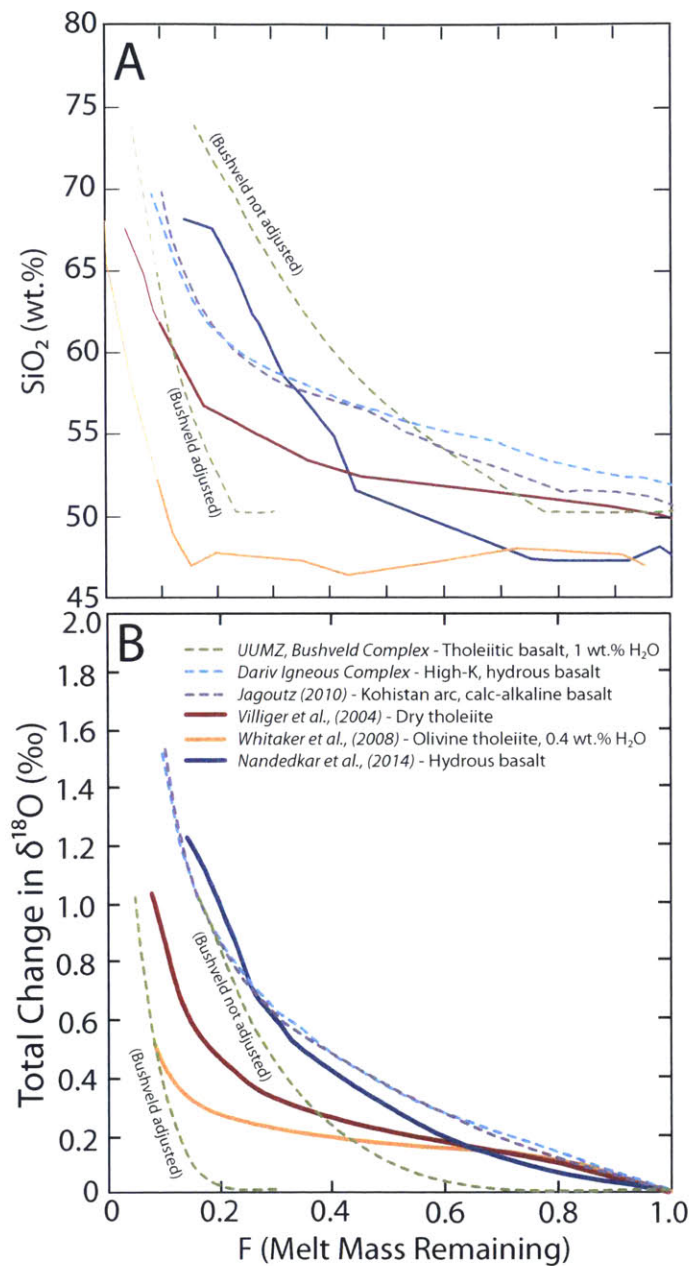 80
A
75
70
65
60
55
50
45
SiO₂ (wt.%)
(Bushveld not adjusted)
(Bushveld adjusted)
2.0
B
1.8
1.6
1.4
1.2
1.0
0.8
0.6
0.4
0.2
0
Total Change in δ¹⁸O (‰)
UUMZ, Bushveld Complex - Tholeiitic basalt, 1 wt.% H₂O
Dariv Igneous Complex - High-K, hydrous basalt
Jagoutz (2010) - Kohistan arc, calc-alkaline basalt
Villiger et al., (2004) - Dry tholeiite
Whitaker et al., (2008) - Olivine tholeiite, 0.4 wt.% H₂O
Nandedkar et al., (2014) - Hydrous basalt
(Bushveld not adjusted)
(Bushveld adjusted)
0 0.2 0.4 0.6 0.8 1.0
F (Melt Mass Remaining)